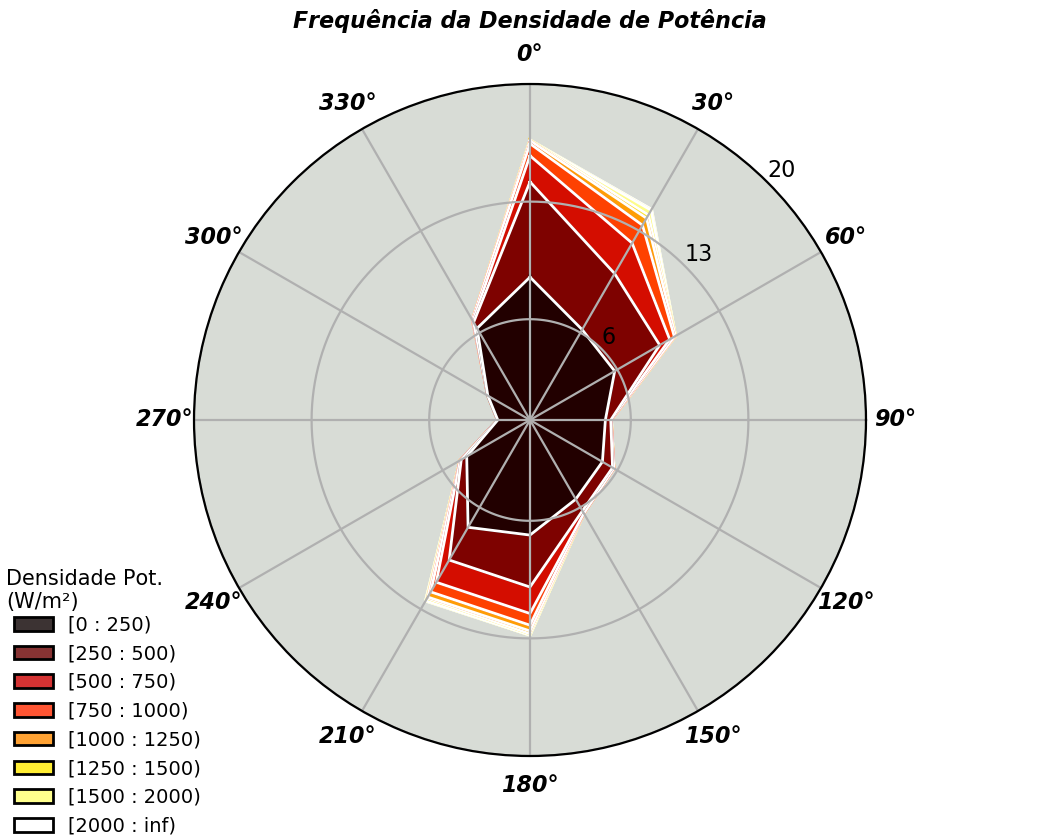 Frequência da Densidade de Potência
0°
330°
30°
20
300°
60°
13
6
270°
90°
240°
120°
210°
150°
180°
Densidade Pot.
(W/m²)
[0 : 250)
[250 : 500)
[500 : 750)
[750 : 1000)
[1000 : 1250)
[1250 : 1500)
[1500 : 2000)
[2000 : inf)